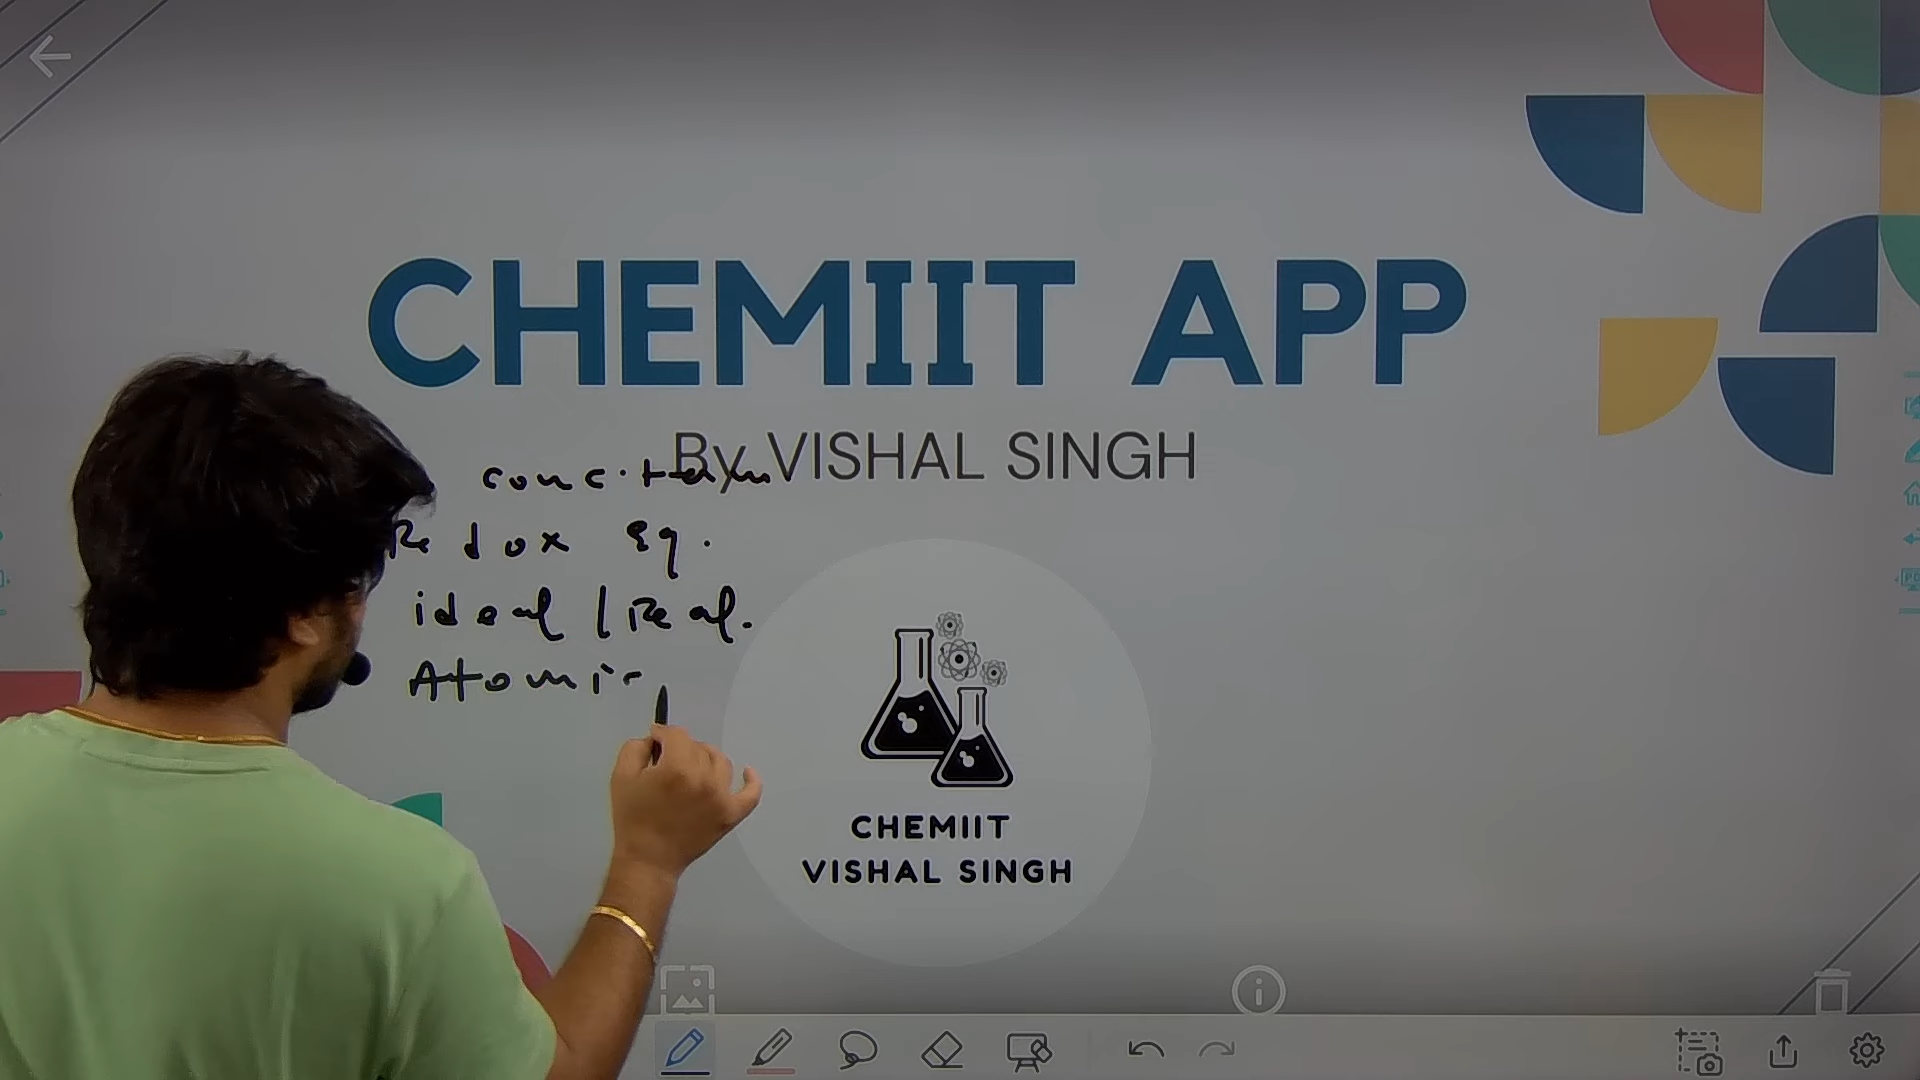 CHEMIIT APP
By VISHAL SINGH
conc. term
Redox Eq.
ideal / Real.
Atomic
CHEMIIT
VISHAL SINGH